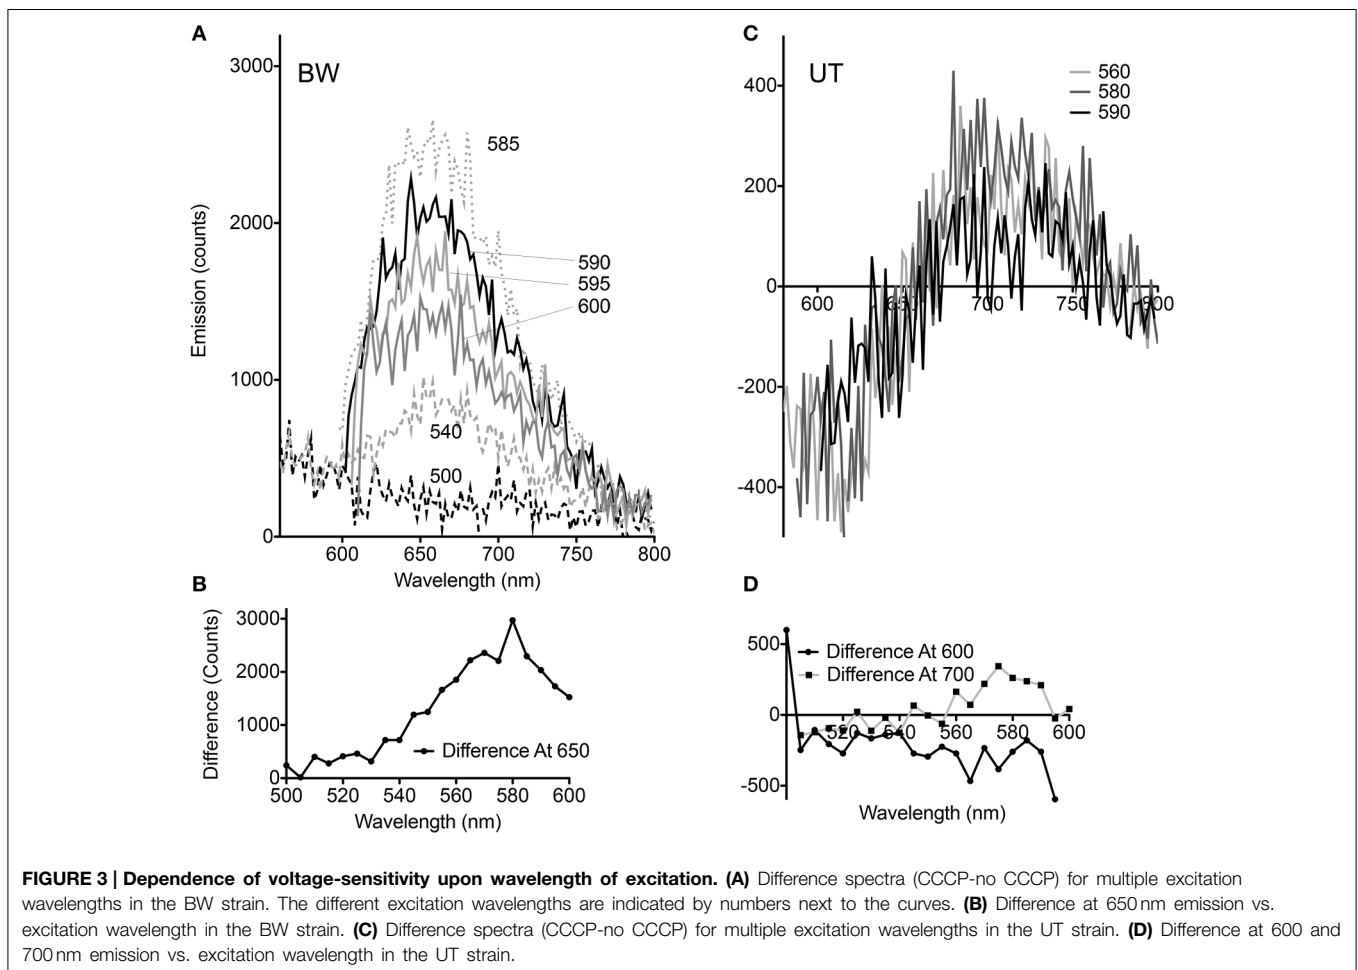 A
BW
3000
2000
1000
0
Emission (counts)
585
590
595
600
540
500
600 650 700 750 800
Wavelength (nm)
C
UT
560
580
590
400
200
0
-200
-400
600 650 700 750 800
B
3000
2000
1000
0
Difference (Counts)
Difference At 650
500 520 540 560 580 600
Wavelength (nm)
D
500
0
-500
Difference At 600
Difference At 700
520 540 560 580 600
Wavelength (nm)
FIGURE 3 | Dependence of voltage-sensitivity upon wavelength of excitation. (A) Difference spectra (CCCP-no CCCP) for multiple excitation
wavelengths in the BW strain. The different excitation wavelengths are indicated by numbers next to the curves. (B) Difference at 650 nm emission vs.
excitation wavelength in the BW strain. (C) Difference spectra (CCCP-no CCCP) for multiple excitation wavelengths in the UT strain. (D) Difference at 600 and
700 nm emission vs. excitation wavelength in the UT strain.